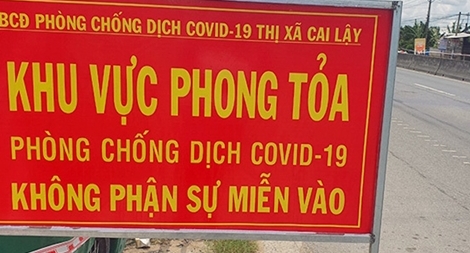 BCĐ PHÒNG CHỐNG DỊCH COVID-19 THỊ XÃ CAI LẬY
KHU VỰC PHONG TỎA
PHÒNG CHỐNG DỊCH COVID-19
KHÔNG PHẬN SỰ MIỄN VÀO